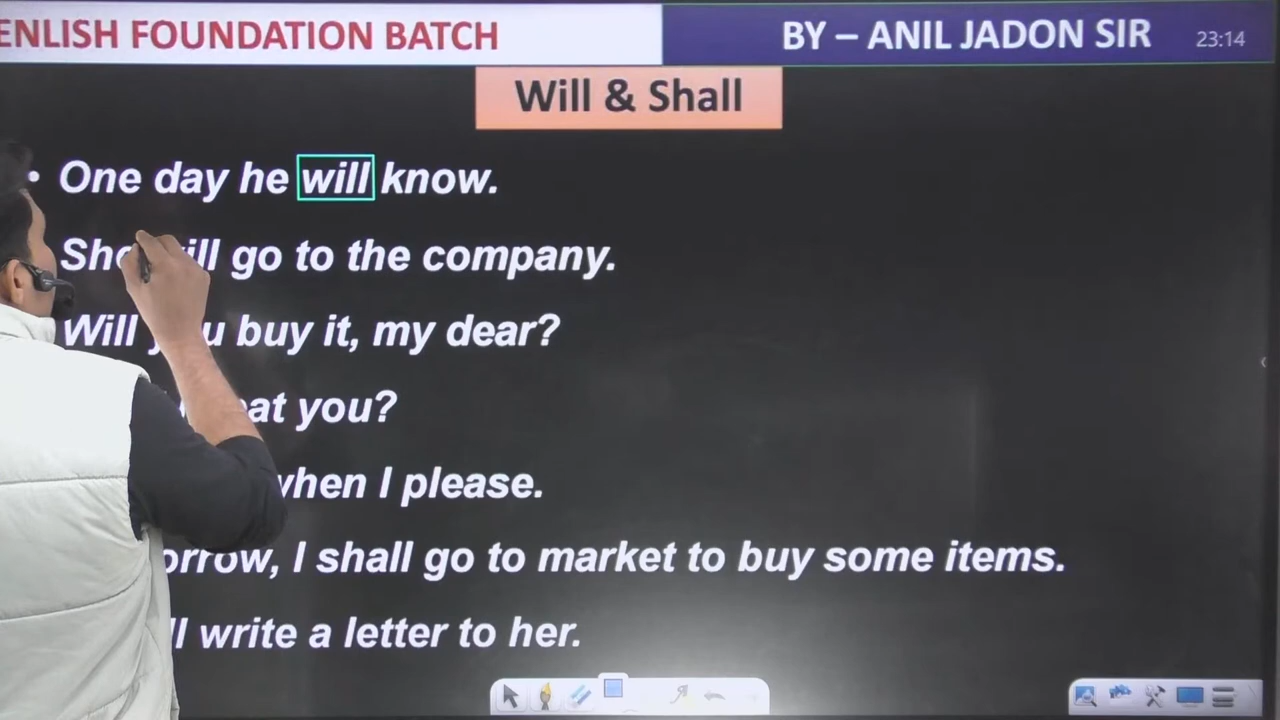 ENLISH FOUNDATION BATCH
BY – ANIL JADON SIR
23:14
Will & Shall
• One day he will know.
go to the company.
Will buy it, my dear?
you?
when I please.
I shall go to market to buy some items.
write a letter to her.